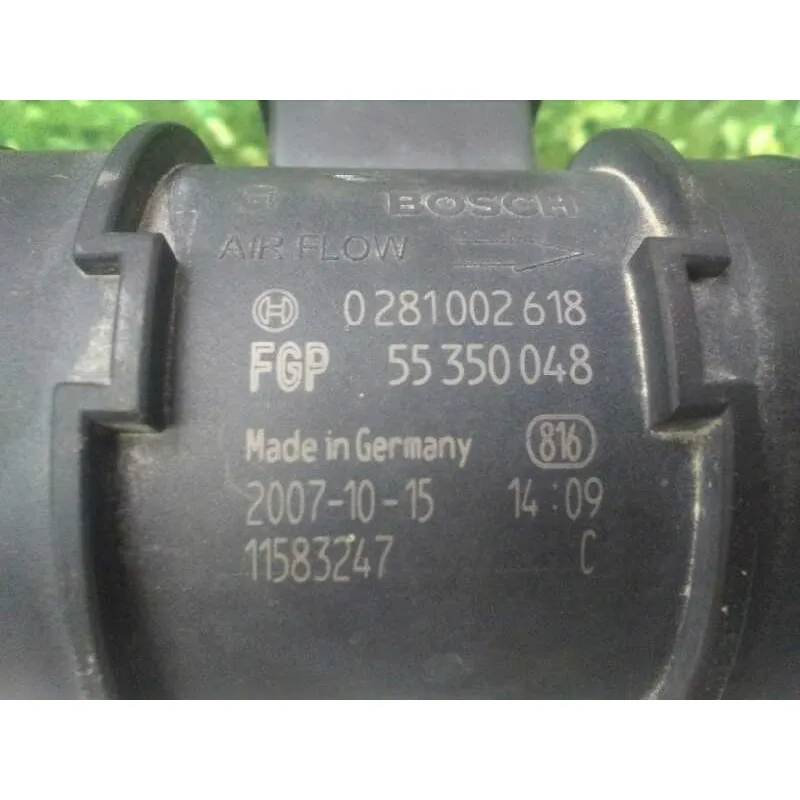 BOSCH
AIR FLOW
0 281 002 618
FGP 55 350 048
Made in Germany 816
2007-10-15 14:09
11583247 C